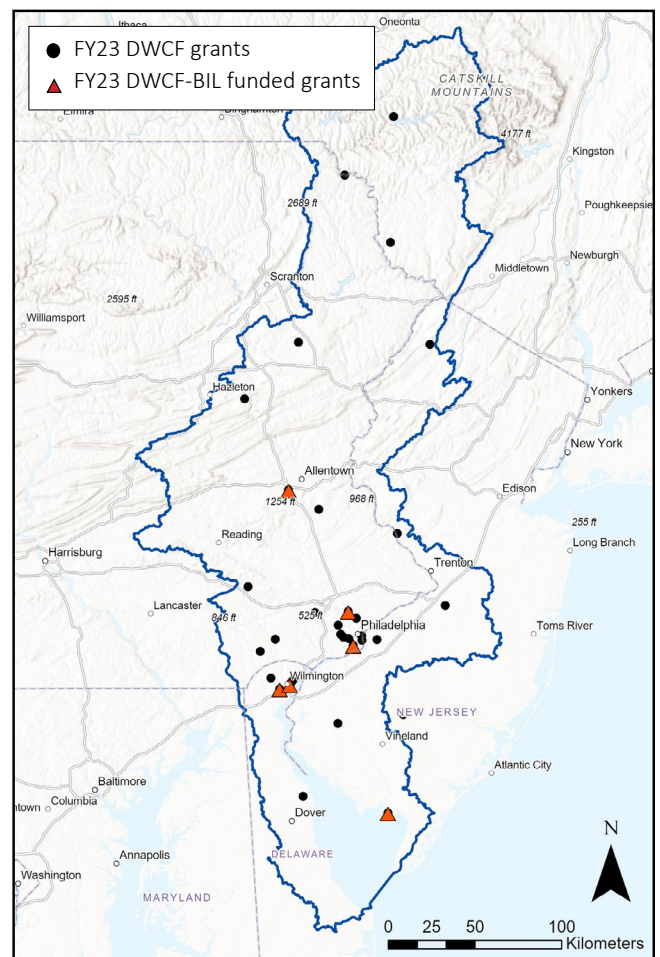 Ithaca
Oneonta
FY23 DWCF grants
FY23 DWCF-BIL funded grants
CATSKILL
MOUNTAINS
Elmira
Binghamton
4177 ft
Kingston
2689 ft
Poughkeepsie
Newburgh
Middletown
Scranton
2595 ft
Williamsport
Hazleton
Yonkers
New York
Allentown
1254 ft
968 ft
Edison
255 ft
Reading
Long Branch
Harrisburg
Trenton
Lancaster
846 ft
525 ft
Philadelphia
Toms River
Wilmington
NEW JERSEY
Vineland
Atlantic City
Baltimore
ntown
Columbia
Dover
N
Annapolis
DELAWARE
Washington
MARYLAND
0 25 50 100
Kilometers